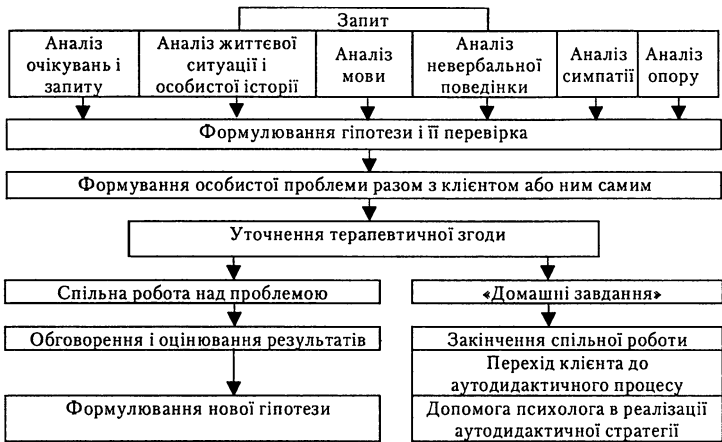 Запит
Аналіз
очікувань і
запиту
Аналіз життєвої
ситуації і
особистої історії
Аналіз
мови
Аналіз
невербальної
поведінки
Аналіз
симпатії
Аналіз
опору
Формулювання гіпотези і її перевірка
Формування особистої проблеми разом з клієнтом або ним самим
Уточнення терапевтичної згоди
Спільна робота над проблемою
«Домашні завдання»
Обговорення і оцінювання результатів
Закінчення спільної роботи
Перехід клієнта до
аутодидактичного процесу
Формулювання нової гіпотези
Допомога психолога в реалізації
аутодидактичної стратегії